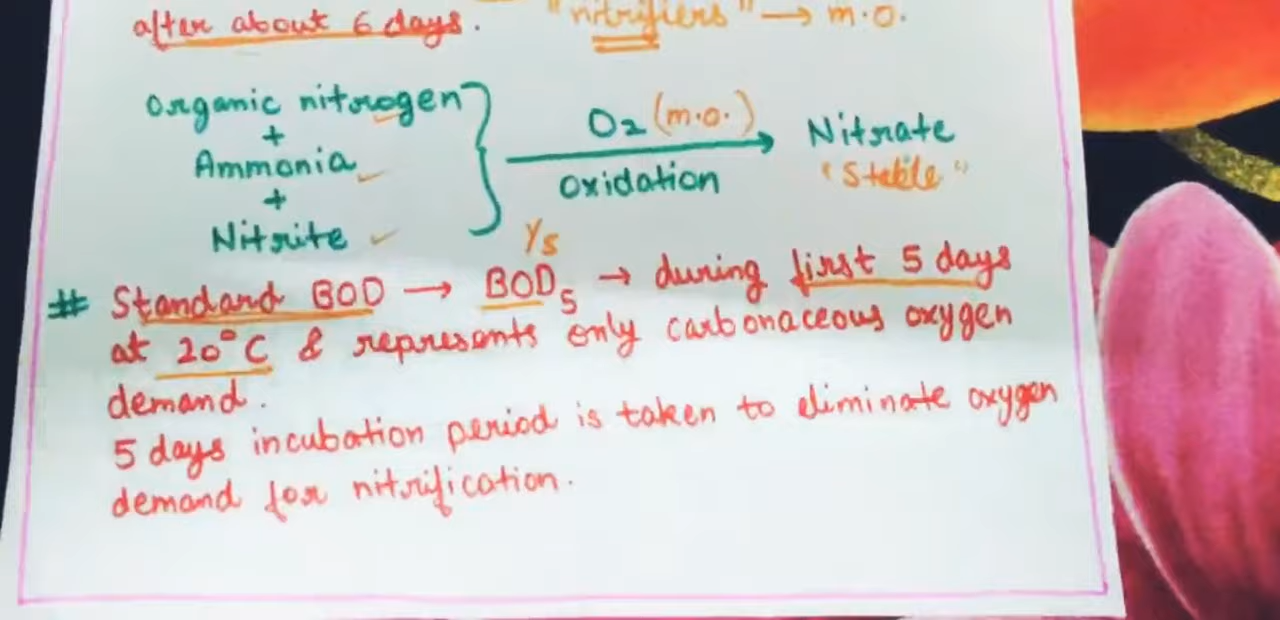 after about 6 days. "nitrifiers" → m.o.
Organic nitrogen
+
Ammonia
+
Nitrite
O2 (m.o.)
Oxidation
Nitrate
"Stable"
Y5
# Standard BOD → BOD5 → during first 5 days
at 20°C & represents only carbonaceous oxygen
demand.
5 days incubation period is taken to eliminate oxygen
demand for nitrification.